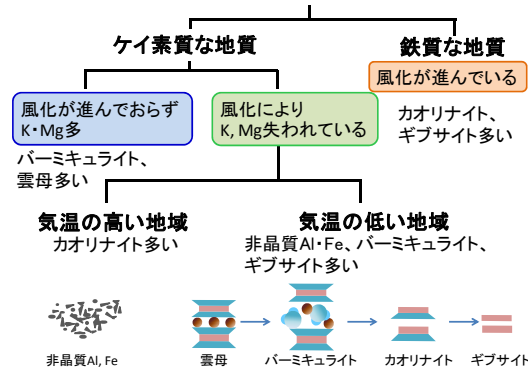 ケイ素質な地質
鉄質な地質
風化が進んでおらず
K・Mg多
風化により
K, Mg失われている
風化が進んでいる
バーミキュライト、
雲母多い
カオリナイト、
ギブサイト多い
気温の高い地域
カオリナイト多い
気温の低い地域
非晶質Al・Fe、バーミキュライト、
ギブサイト多い
非晶質Al, Fe
雲母
バーミキュライト
カオリナイト
ギブサイト